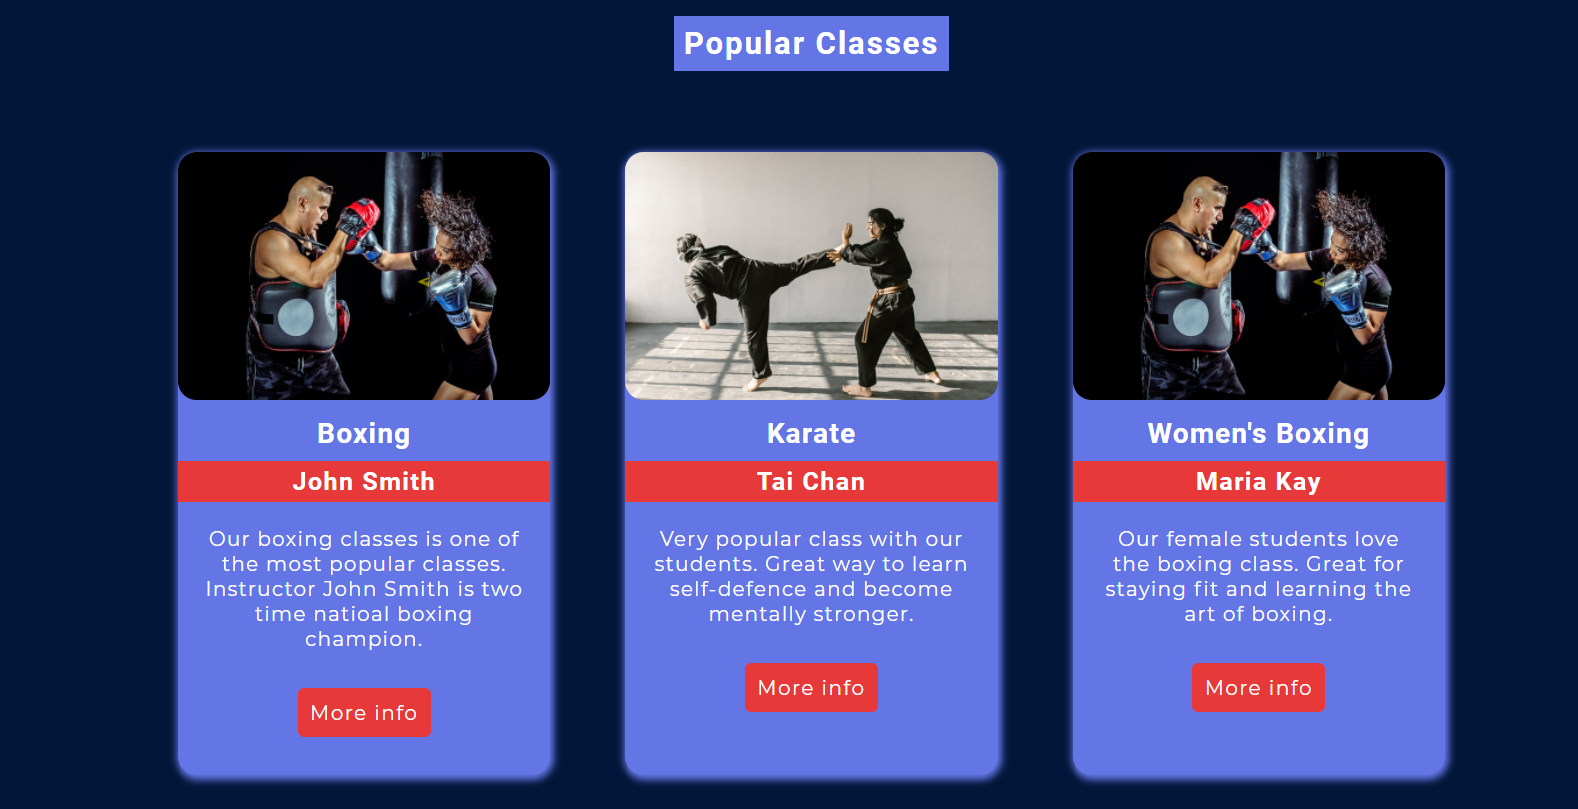 Popular Classes
Boxing
John Smith
Our boxing classes is one of
the most popular classes.
Instructor John Smith is two
time natioal boxing
champion.
More info
Karate
Tai Chan
Very popular class with our
students. Great way to learn
self-defence and become
mentally stronger.
More info
Women's Boxing
Maria Kay
Our female students love
the boxing class. Great for
staying fit and learning the
art of boxing.
More info